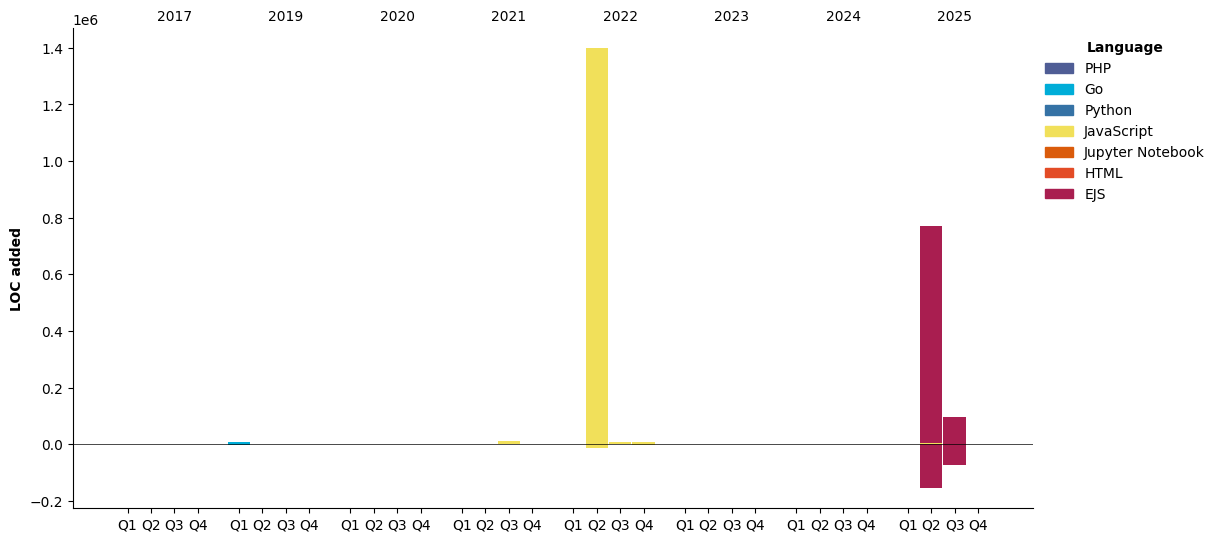 1e6
2017 2019 2020 2021 2022 2023 2024 2025
1.4
1.2
1.0
0.8
0.6
0.4
0.2
0.0
−0.2
LOC added
Q1 Q2 Q3 Q4 Q1 Q2 Q3 Q4 Q1 Q2 Q3 Q4 Q1 Q2 Q3 Q4 Q1 Q2 Q3 Q4 Q1 Q2 Q3 Q4 Q1 Q2 Q3 Q4 Q1 Q2 Q3 Q4
Language
PHP
Go
Python
JavaScript
Jupyter Notebook
HTML
EJS